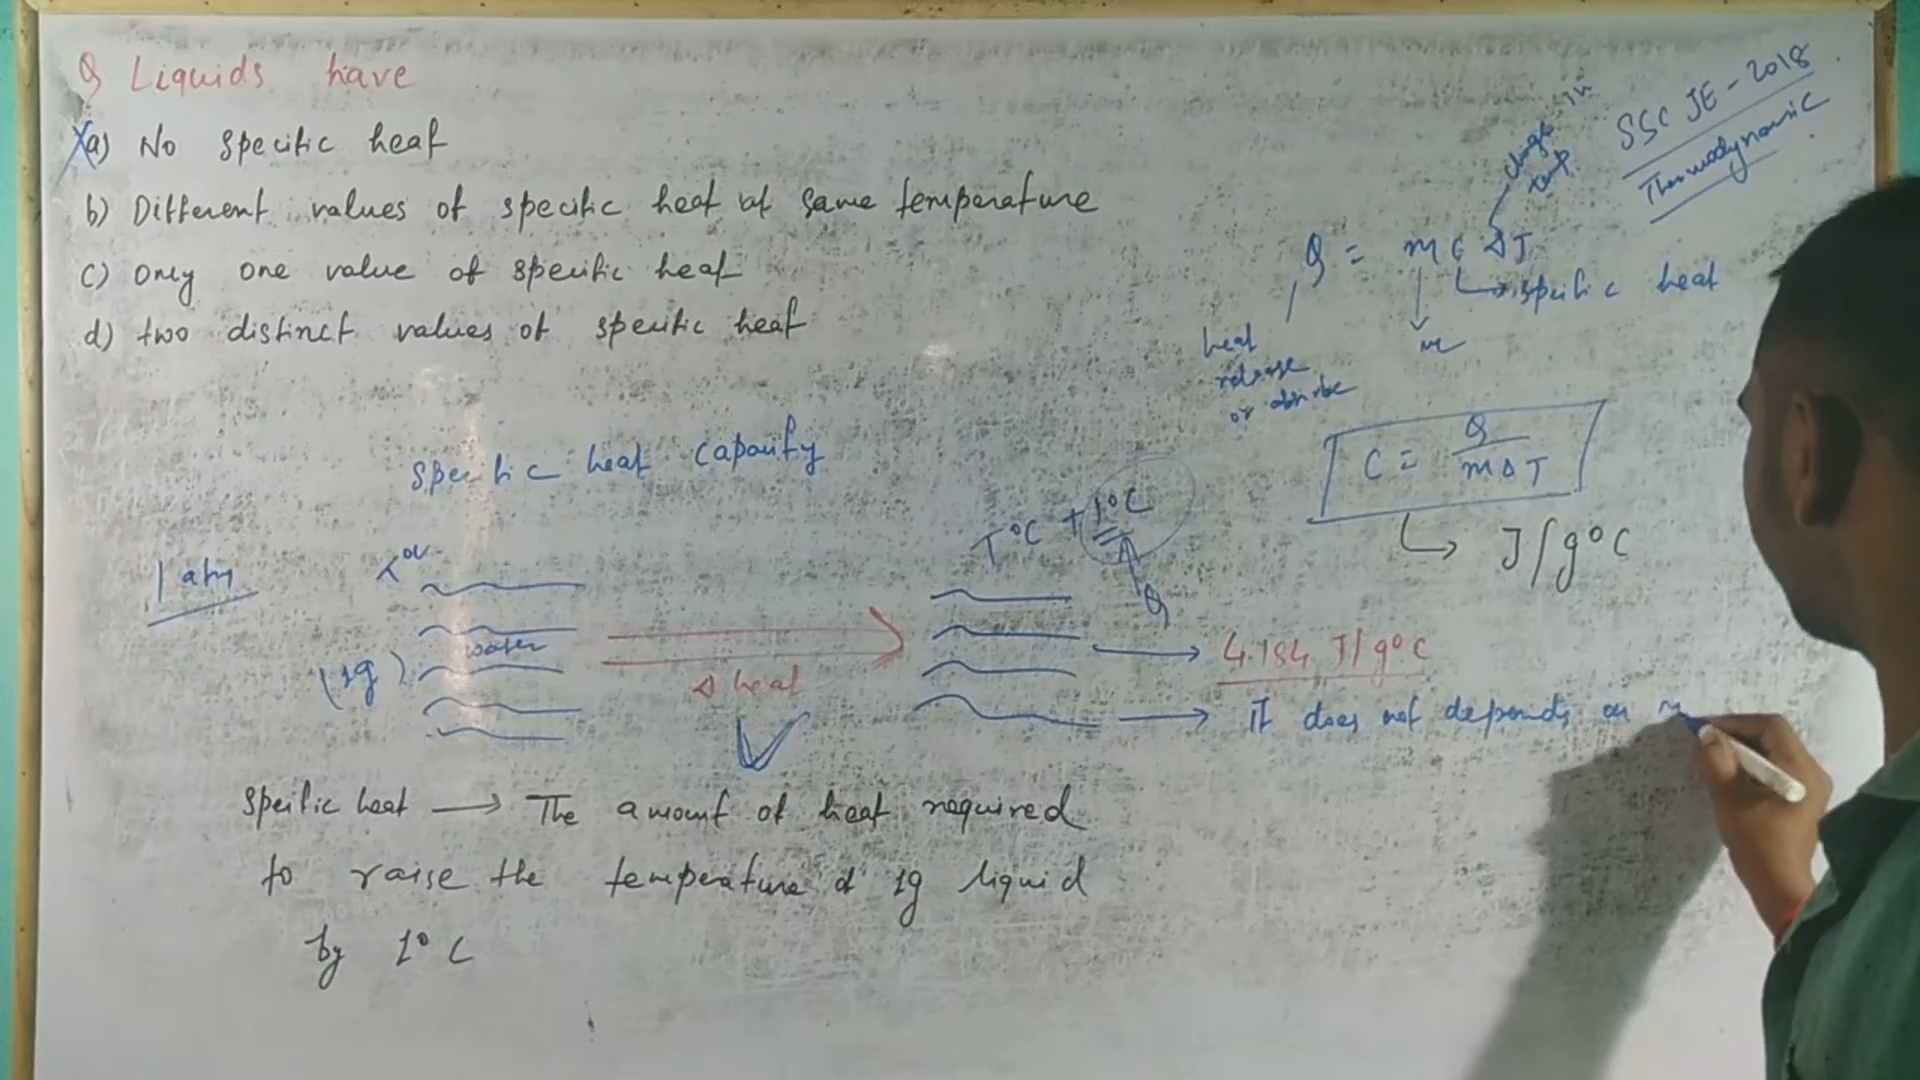 Q Liquids have
a) No specific heat
b) Different values of specific heat at same temperature
c) only one value of specific heat
d) two distinct values of specific heat
SSC JE - 2018
Thermodynamic
change in
temp
Q = m C ΔT
specific heat
heat
release
or absorbe
C = Q / mΔT
J/g°C
specific heat capacity
1 atm
T°C + 1°C
Q
(1g)
water
Δ heat
4.184 J/g°C
it does not depends on
specific heat → The amount of heat required
to raise the temperature of 1g liquid
by 1°C